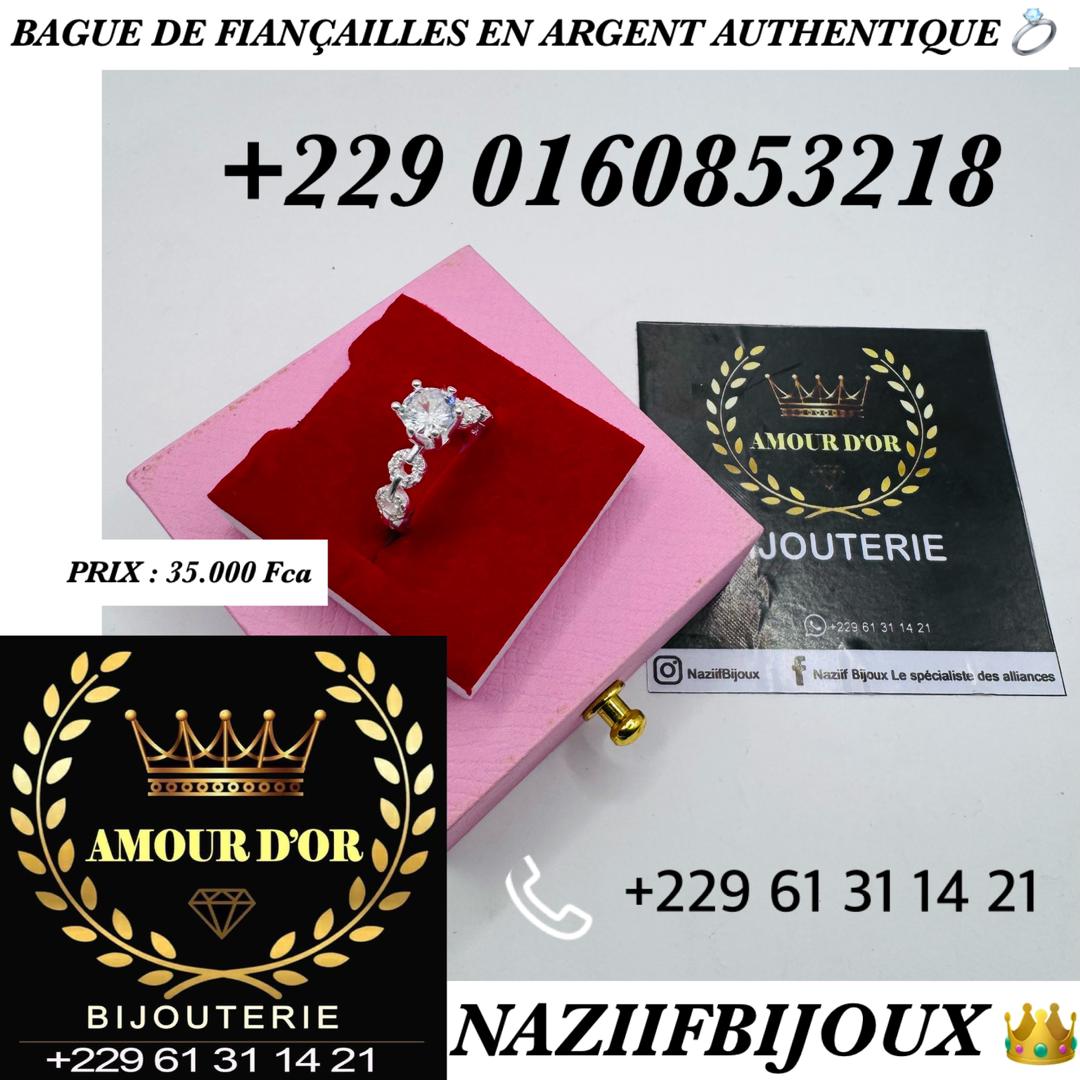 BAGUE DE FIANÇAILLES EN ARGENT AUTHENTIQUE 💍
+229 0160853218
AMOUR D'OR
IJOUTERIE
+229 61 31 14 21
NaziifBijoux
Naziif Bijoux Le spécialiste des alliances
PRIX : 35.000 Fca
AMOUR D'OR
BIJOUTERIE
+229 61 31 14 21
+229 61 31 14 21
NAZIIFBIJOUX 👑